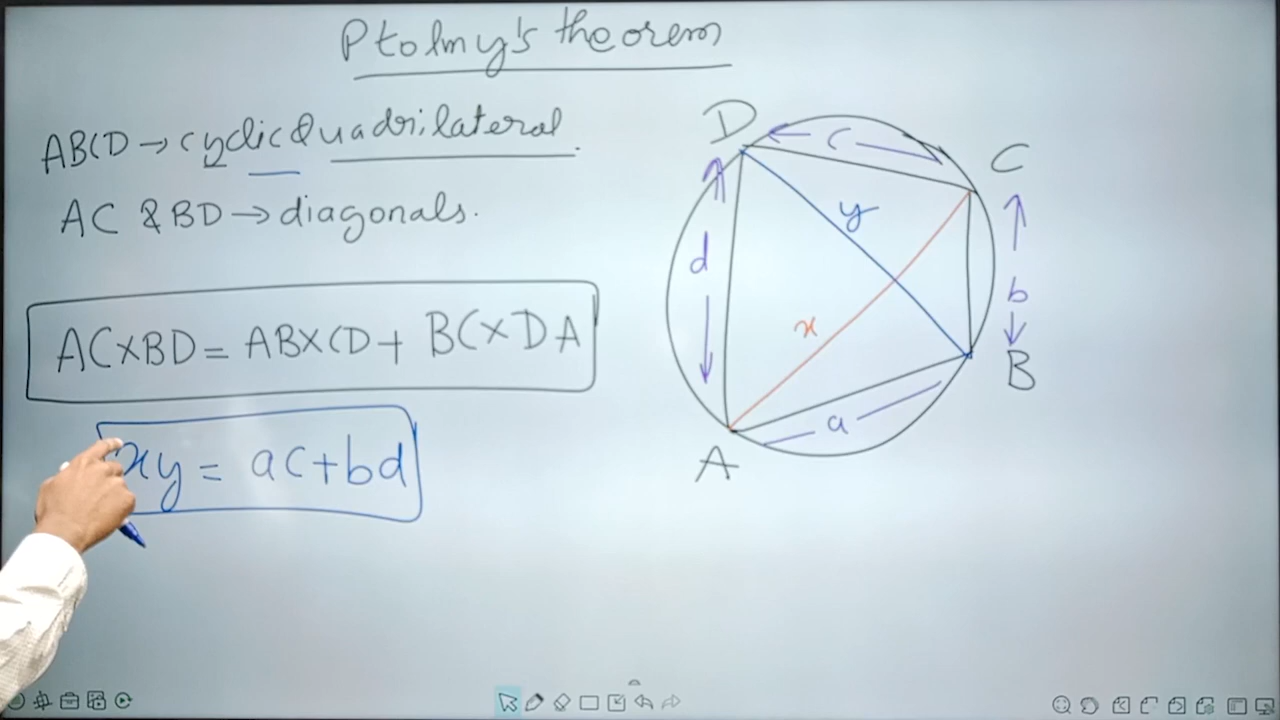 Ptolmy's theorem
ABCD → cyclic Quadrilateral.
AC & BD → diagonals.
AC×BD = AB×CD + BC×DA
xy = ac+bd
D
c
C
y
d
b
x
B
a
A